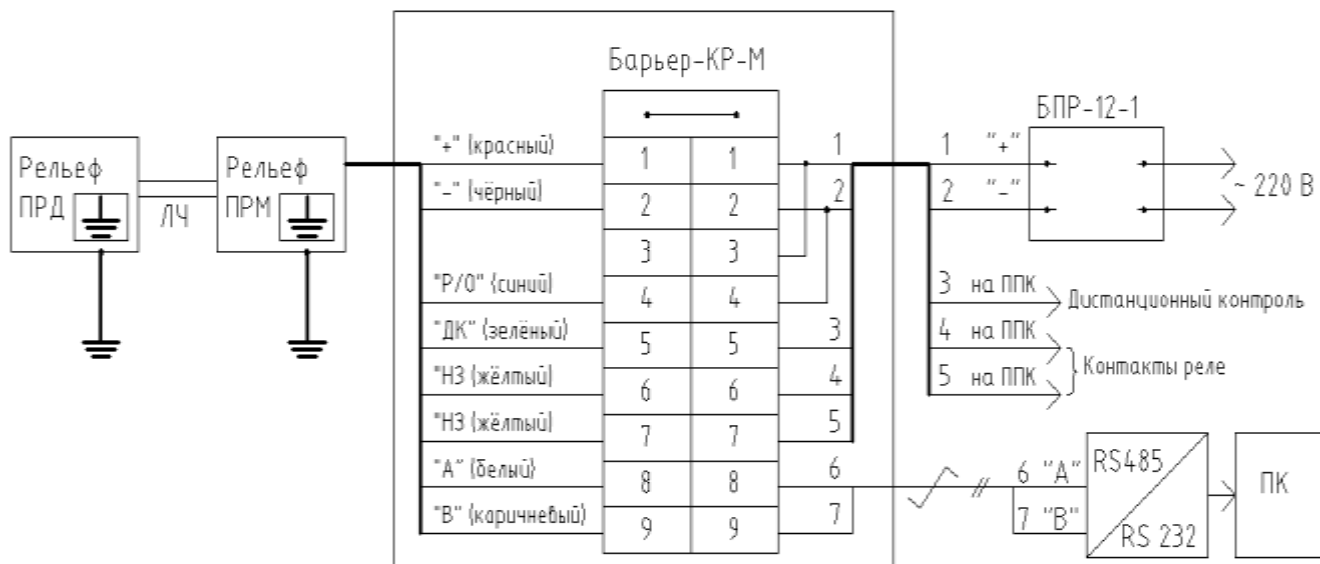 Барьер-КР-М
БПР-12-1
Рельеф
ПРД
ЛЧ
Рельеф
ПРМ
"+" (красный)
"-" (чёрный)
"Р/О" (синий)
"ДК" (зелёный)
"НЗ (жёлтый)
"НЗ (жёлтый)
"А" (белый)
"В" (каричневый)
1 1
2 2
3 3
4 4
5 5
6 6
7 7
8 8
9 9
1
2
3
4
5
6
7
1 "+"
2 "-"
~ 220 В
3 на ППК
Дистанционный контроль
4 на ППК
5 на ППК
Контакты реле
6 "А"
7 "В"
RS485
RS 232
ПК